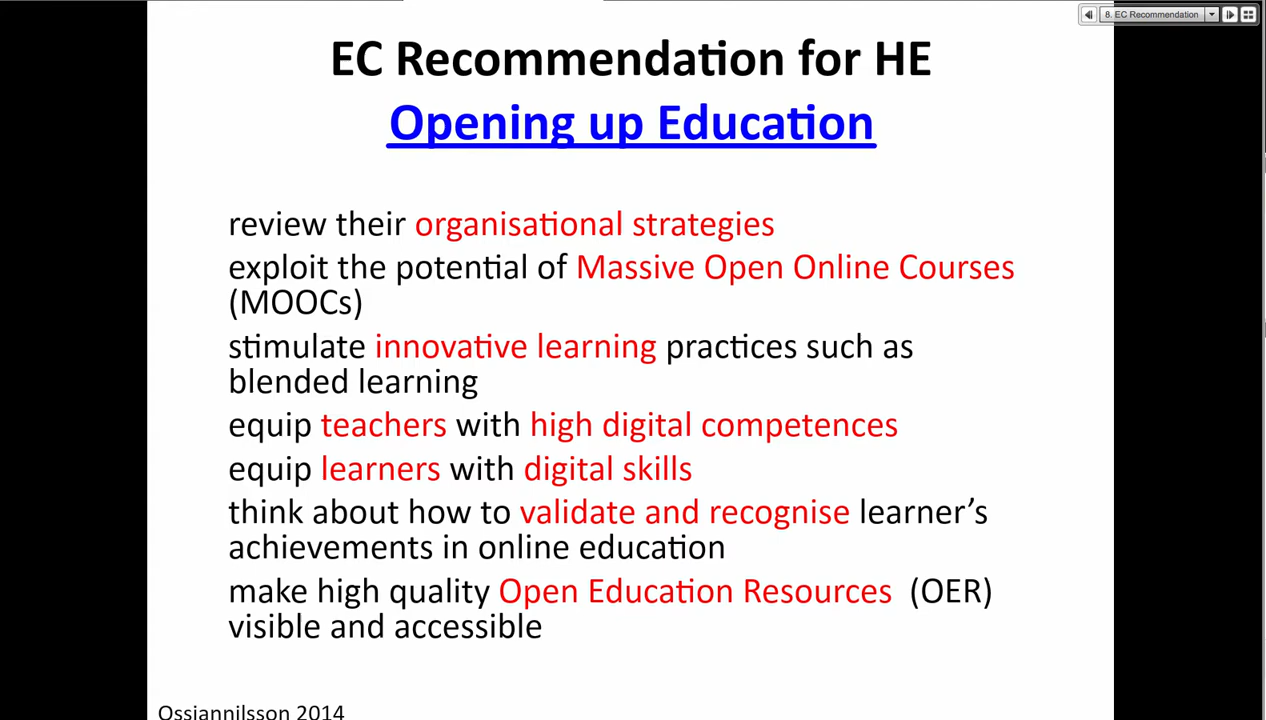 8. EC Recommendation
EC Recommendation for HE
Opening up Education
review their organisational strategies
exploit the potential of Massive Open Online Courses
(MOOCs)
stimulate innovative learning practices such as
blended learning
equip teachers with high digital competences
equip learners with digital skills
think about how to validate and recognise learner’s
achievements in online education
make high quality Open Education Resources (OER)
visible and accessible
Ossiannilsson 2014